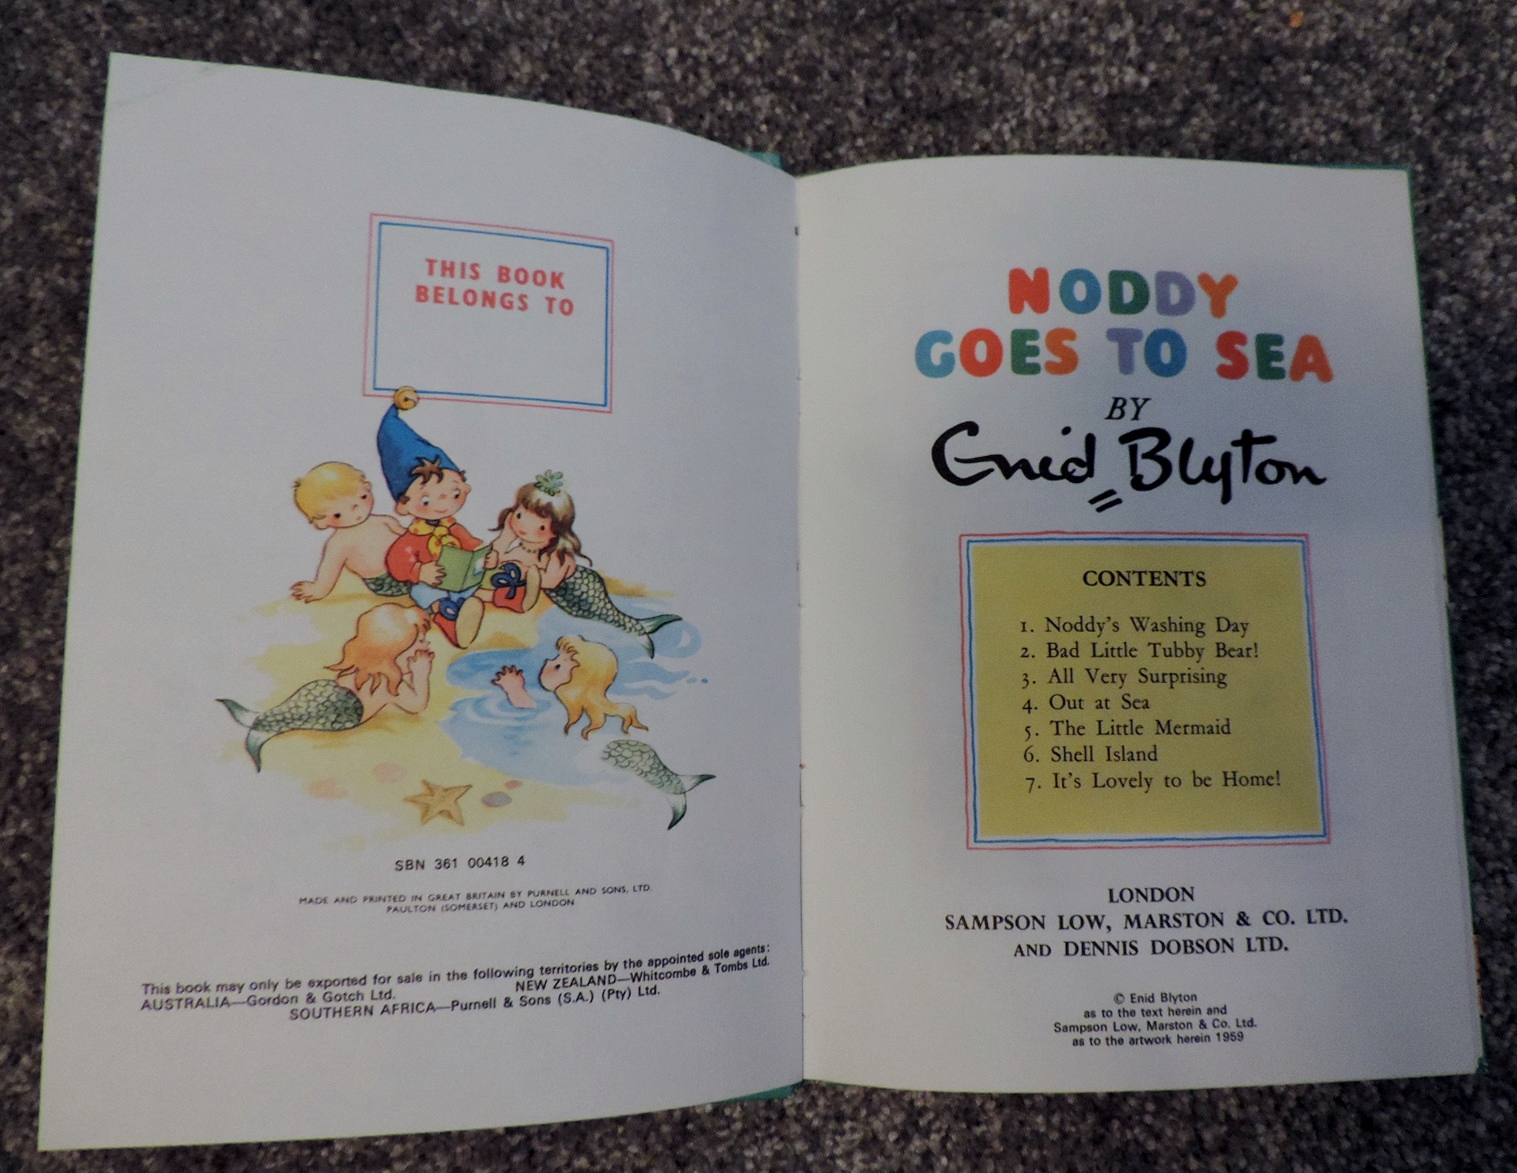 THIS BOOK
BELONGS TO
SBN 361 00418 4
MADE AND PRINTED IN GREAT BRITAIN BY PURNELL AND SONS, LTD.
PAULTON (SOMERSET) AND LONDON
This book may only be exported for sale in the following territories by the appointed sole agents:
AUSTRALIA—Gordon & Gotch Ltd. NEW ZEALAND—Whitcombe & Tombs Ltd.
SOUTHERN AFRICA—Purnell & Sons (S.A.) (Pty) Ltd.
NODDY
GOES TO SEA
BY
Enid Blyton
CONTENTS
1. Noddy's Washing Day
2. Bad Little Tubby Bear!
3. All Very Surprising
4. Out at Sea
5. The Little Mermaid
6. Shell Island
7. It's Lovely to be Home!
LONDON
SAMPSON LOW, MARSTON & CO. LTD.
AND DENNIS DOBSON LTD.
© Enid Blyton
as to the text herein and
Sampson Low, Marston & Co. Ltd.
as to the artwork herein 1959